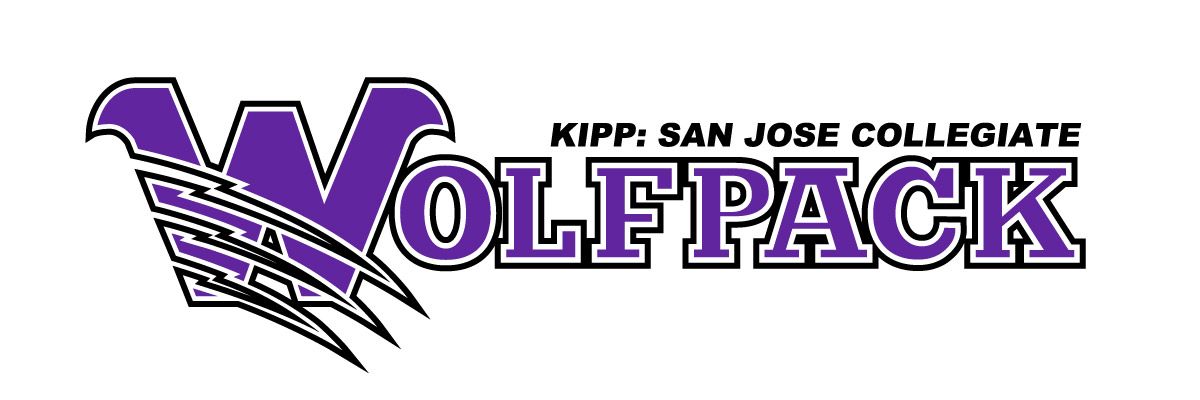 KIPP: SAN JOSE COLLEGIATE
WOLFPACK